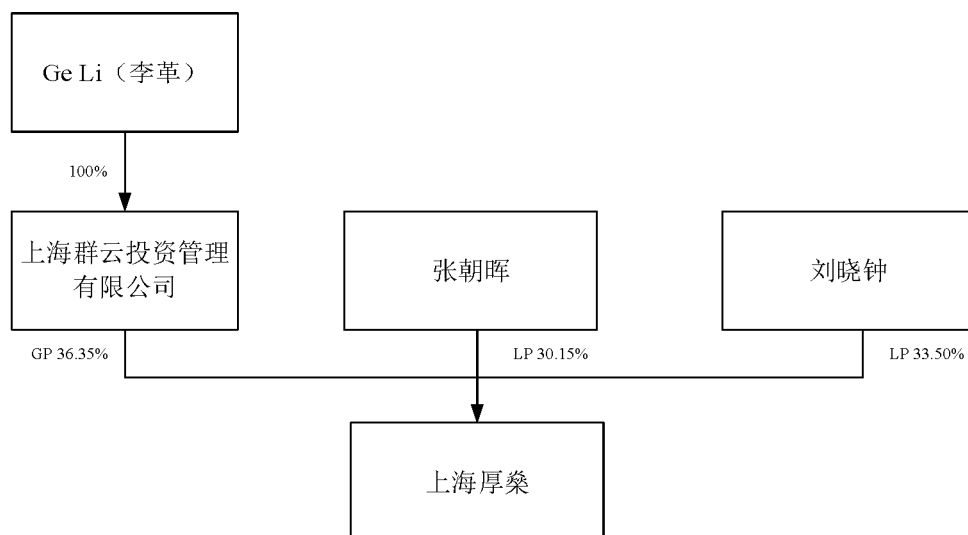 Ge Li（李革）
100%
上海群云投资管理
有限公司
张朝晖
刘晓钟
GP 36.35%
LP 30.15%
LP 33.50%
上海厚燊